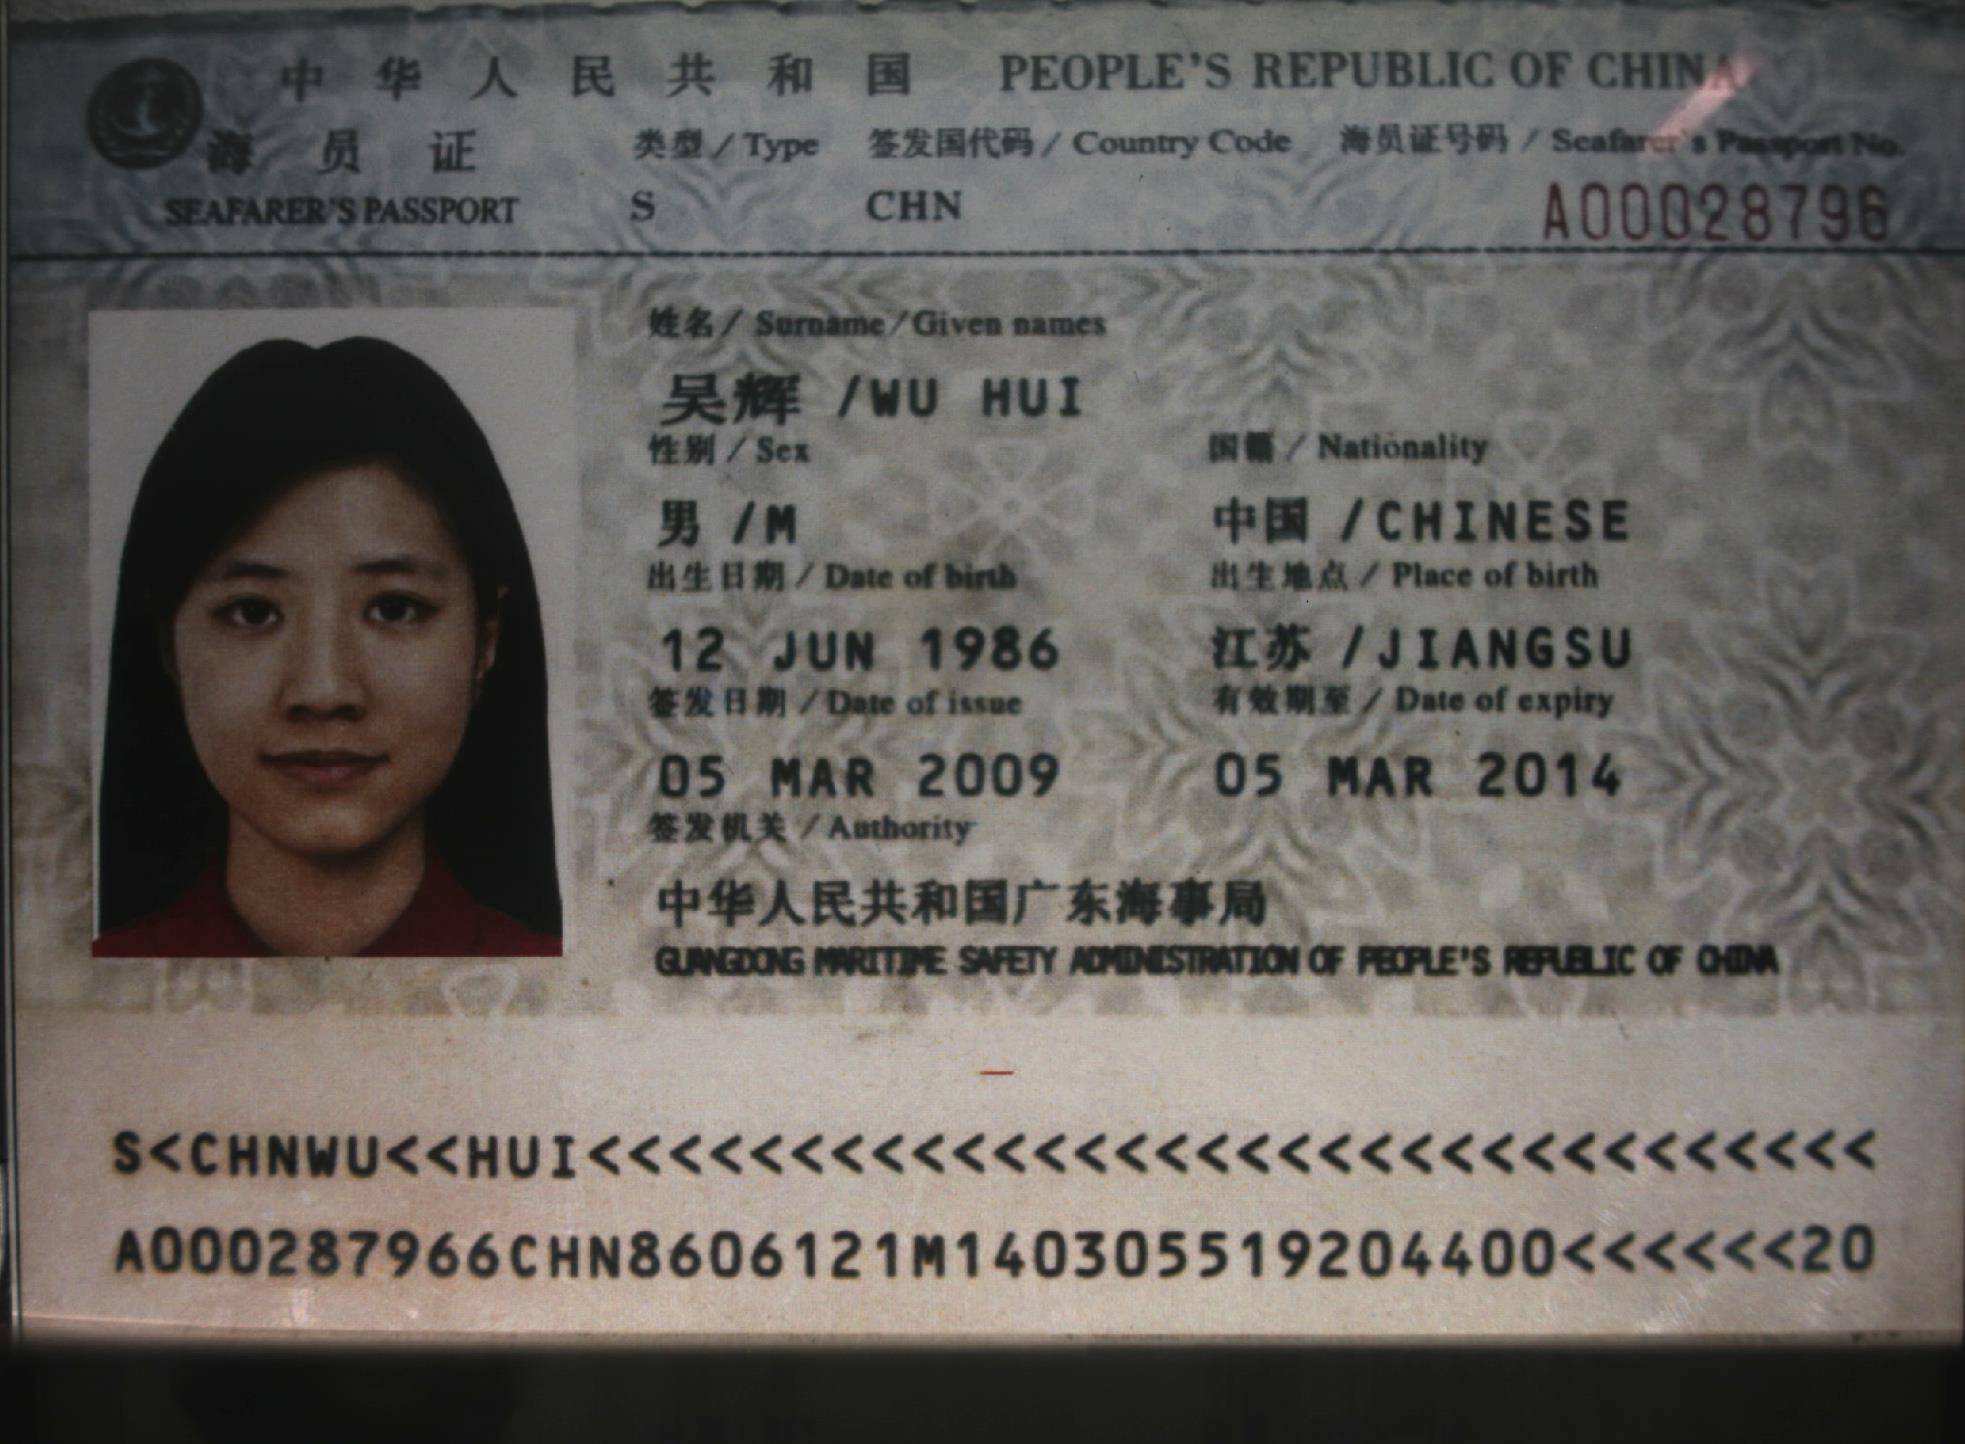 中华人民共和国 PEOPLE'S REPUBLIC OF CHINA
海员证 类型 / Type 签发国代码 / Country Code 海员证号码 / Seafarer's Passport No.
SEAFARER'S PASSPORT S CHN A00028796
姓名 / Surname/Given names
吴辉 /WU HUI
性别 / Sex 国籍 / Nationality
男 /M 中国 /CHINESE
出生日期 / Date of birth 出生地点 / Place of birth
12 JUN 1986 江苏 /JIANGSU
签发日期 / Date of issue 有效期至 / Date of expiry
05 MAR 2009 05 MAR 2014
签发机关 / Authority
中华人民共和国广东海事局
GUANGDONG MARITIME SAFETY ADMINISTRATION OF PEOPLE'S REPUBLIC OF CHINA
S<CHNWU<<HUI<<<<<<<<<<<<<<<<<<<<<<<<<<<<<<<<
A000287966CHN8606121M140305519204400<<<<<<20